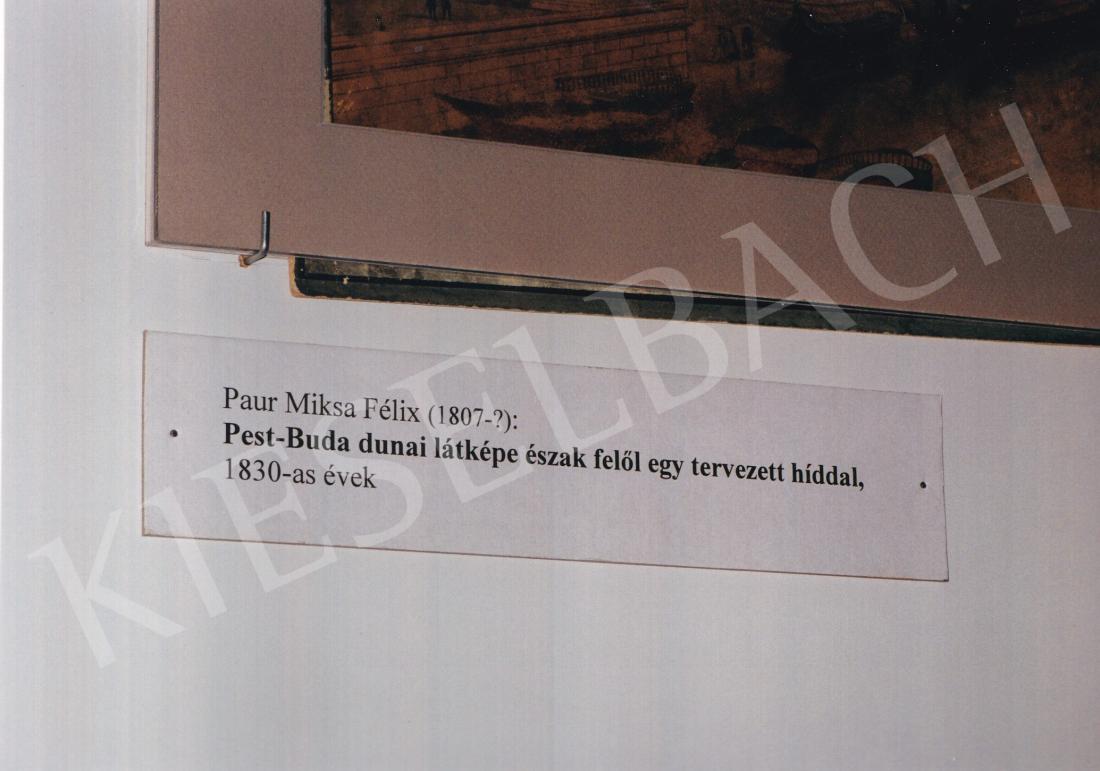 Paur Miksa Félix (1807-?):
Pest-Buda dunai látképe észak felől egy tervezett híddal,
1830-as évek
KIESELBACH